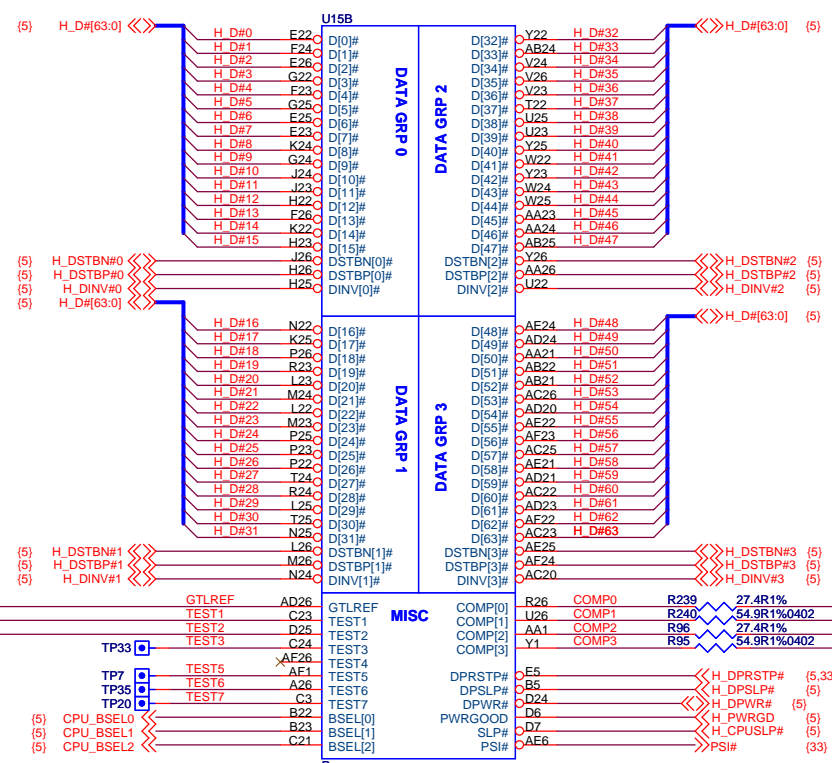 U15B
{5} H_D#[63:0] H_D#[63:0] {5}
H_D#0 E22 D[0]# D[32]# Y22 H_D#32
H_D#1 F24 D[1]# D[33]# AB24 H_D#33
H_D#2 E26 D[2]# D[34]# V24 H_D#34
H_D#3 G22 D[3]# D[35]# V26 H_D#35
H_D#4 F23 D[4]# D[36]# V23 H_D#36
H_D#5 G25 D[5]# D[37]# T22 H_D#37
H_D#6 E25 D[6]# D[38]# U25 H_D#38
H_D#7 E23 D[7]# D[39]# U23 H_D#39
H_D#8 K24 D[8]# D[40]# Y25 H_D#40
H_D#9 G24 D[9]# D[41]# W22 H_D#41
H_D#10 J24 D[10]# D[42]# Y23 H_D#42
H_D#11 J23 D[11]# D[43]# W24 H_D#43
H_D#12 H22 D[12]# D[44]# W25 H_D#44
H_D#13 F26 D[13]# D[45]# AA23 H_D#45
H_D#14 K22 D[14]# D[46]# AA24 H_D#46
H_D#15 H23 D[15]# D[47]# AB25 H_D#47
DATA GRP 0
DATA GRP 2
{5} H_DSTBN#0 J26 DSTBN[0]# DSTBN[2]# Y26 H_DSTBN#2 {5}
{5} H_DSTBP#0 H26 DSTBP[0]# DSTBP[2]# AA26 H_DSTBP#2 {5}
{5} H_DINV#0 H25 DINV[0]# DINV[2]# U22 H_DINV#2 {5}
{5} H_D#[63:0] H_D#[63:0] {5}
H_D#16 N22 D[16]# D[48]# AE24 H_D#48
H_D#17 K25 D[17]# D[49]# AD24 H_D#49
H_D#18 P26 D[18]# D[50]# AA21 H_D#50
H_D#19 R23 D[19]# D[51]# AB22 H_D#51
H_D#20 L23 D[20]# D[52]# AB21 H_D#52
H_D#21 M24 D[21]# D[53]# AC26 H_D#53
H_D#22 L22 D[22]# D[54]# AD20 H_D#54
H_D#23 M23 D[23]# D[55]# AE22 H_D#55
H_D#24 P25 D[24]# D[56]# AF23 H_D#56
H_D#25 P23 D[25]# D[57]# AC25 H_D#57
H_D#26 P22 D[26]# D[58]# AE21 H_D#58
H_D#27 T24 D[27]# D[59]# AD21 H_D#59
H_D#28 R24 D[28]# D[60]# AC22 H_D#60
H_D#29 L25 D[29]# D[61]# AD23 H_D#61
H_D#30 T25 D[30]# D[62]# AF22 H_D#62
H_D#31 N25 D[31]# D[63]# AC23 H_D#63
DATA GRP 1
DATA GRP 3
{5} H_DSTBN#1 L26 DSTBN[1]# DSTBN[3]# AE25 H_DSTBN#3 {5}
{5} H_DSTBP#1 M26 DSTBP[1]# DSTBP[3]# AF24 H_DSTBP#3 {5}
{5} H_DINV#1 N24 DINV[1]# DINV[3]# AC20 H_DINV#3 {5}
GTLREF AD26 GTLREF MISC COMP[0] R26 COMP0 R239 27.4R1%
TEST1 C23 TEST1 COMP[1] U26 COMP1 R240 54.9R1%0402
TEST2 D25 TEST2 COMP[2] AA1 COMP2 R96 27.4R1%
TP33 TEST3 C24 TEST3 COMP[3] Y1 COMP3 R95 54.9R1%0402
AF26 TEST4
TP7 TEST5 AF1 TEST5 DPRSTP# E5 H_DPRSTP# {5,33
TP35 TEST6 A26 TEST6 DPSLP# B5 H_DPSLP# {5}
TP20 TEST7 C3 TEST7 DPWR# D24 H_DPWR# {5}
{5} CPU_BSEL0 B22 BSEL[0] PWRGOOD D6 H_PWRGD {5}
{5} CPU_BSEL1 B23 BSEL[1] SLP# D7 H_CPUSLP# {5}
{5} CPU_BSEL2 C21 BSEL[2] PSI# AE6 PSI# {33}